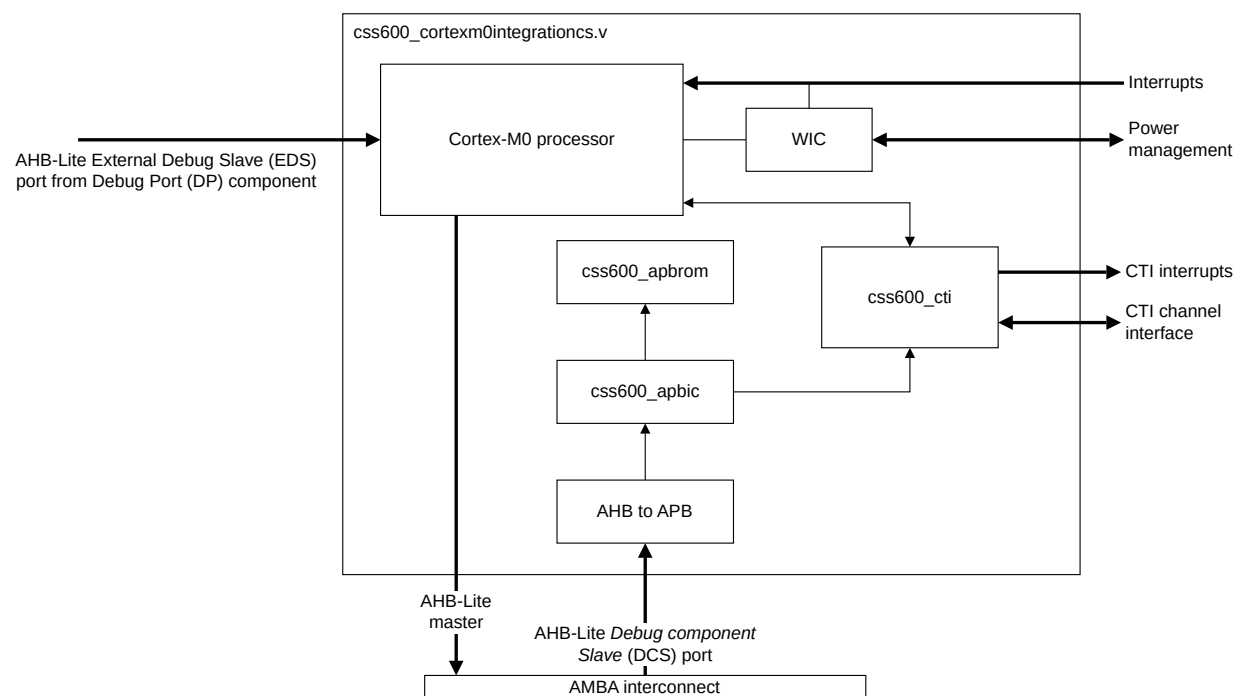 css600_cortexm0integrationcs.v
Cortex-M0 processor
WIC
Interrupts
Power
management
AHB-Lite External Debug Slave (EDS)
port from Debug Port (DP) component
css600_apbrom
css600_cti
CTI interrupts
CTI channel
interface
css600_apbic
AHB to APB
AHB-Lite
master
AHB-Lite Debug component
Slave (DCS) port
AMBA interconnect